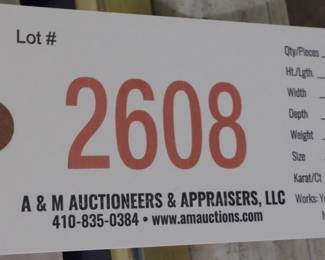 Lot #
2608
Qty/Pieces
Ht./Lgth.
Width
Depth
Weight
Size
Karat/Ct
Works:
A & M AUCTIONEERS & APPRAISERS, LLC
410-835-0384 • www.amauctions.com